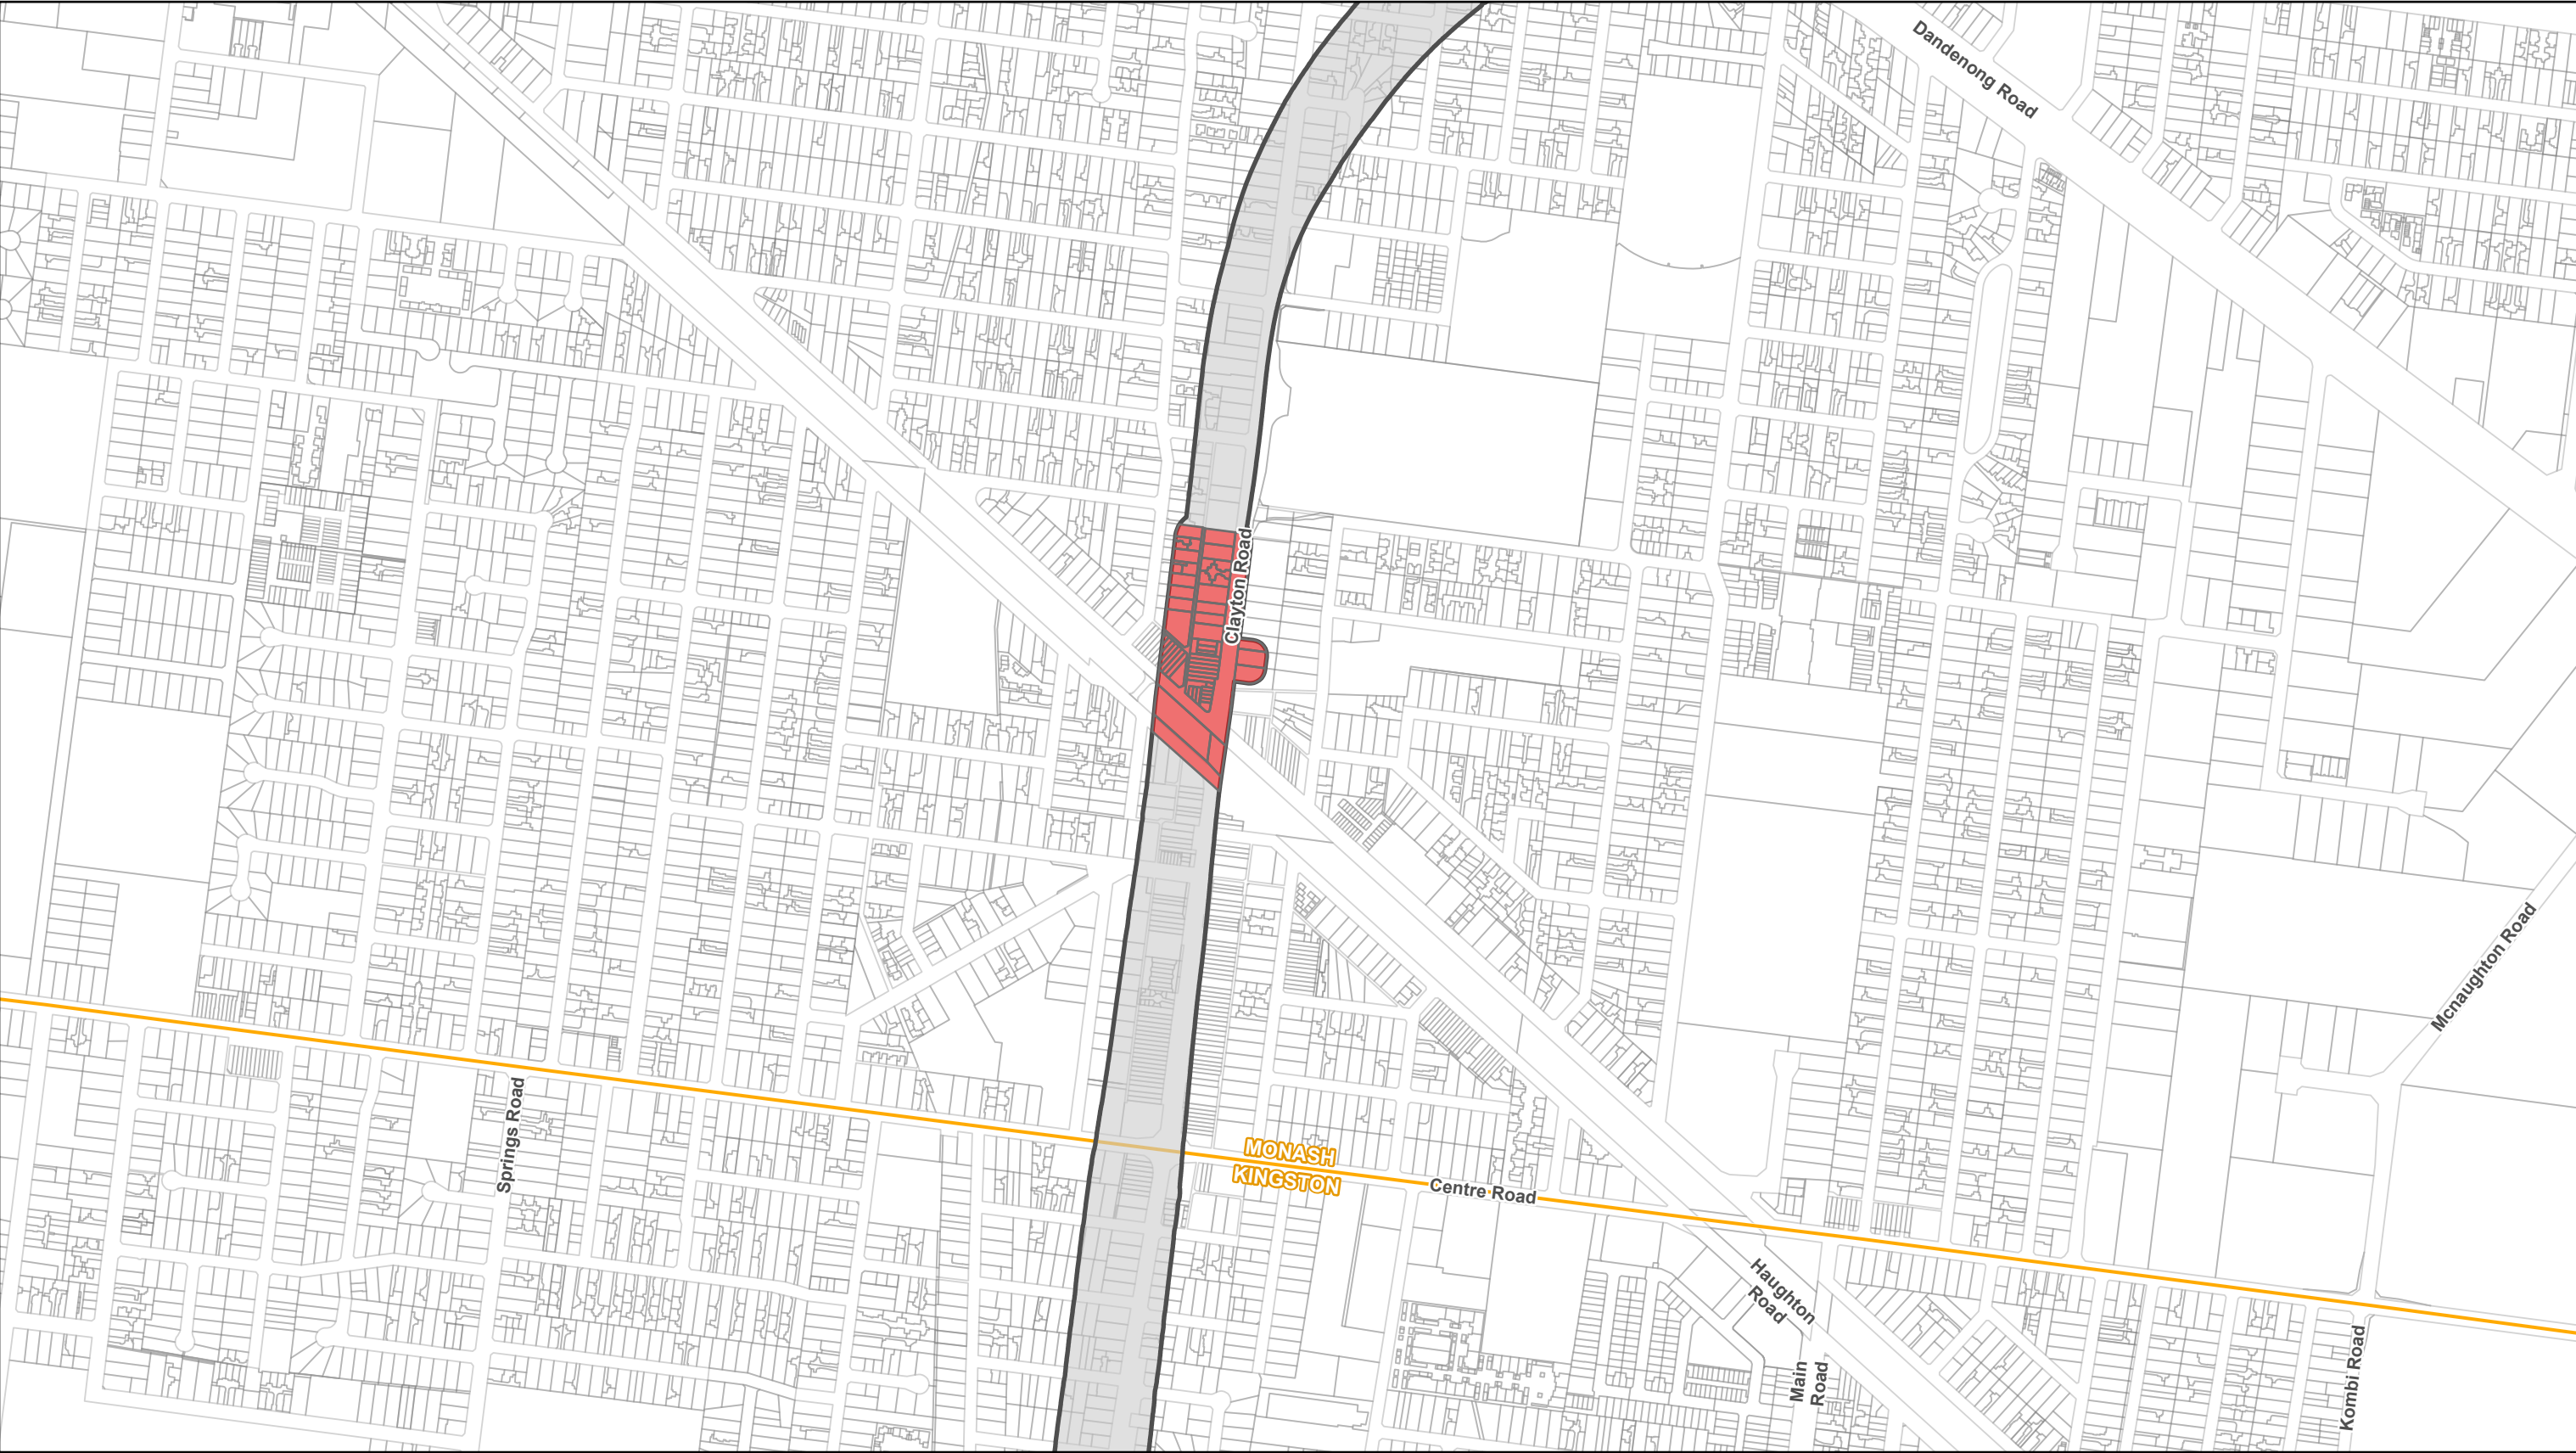 Dandenong Road
Clayton Road
Mcnaughton Road
Springs Road
MONASH
KINGSTON
Centre Road
Haughton
Road
Main
Road
Kombi Road